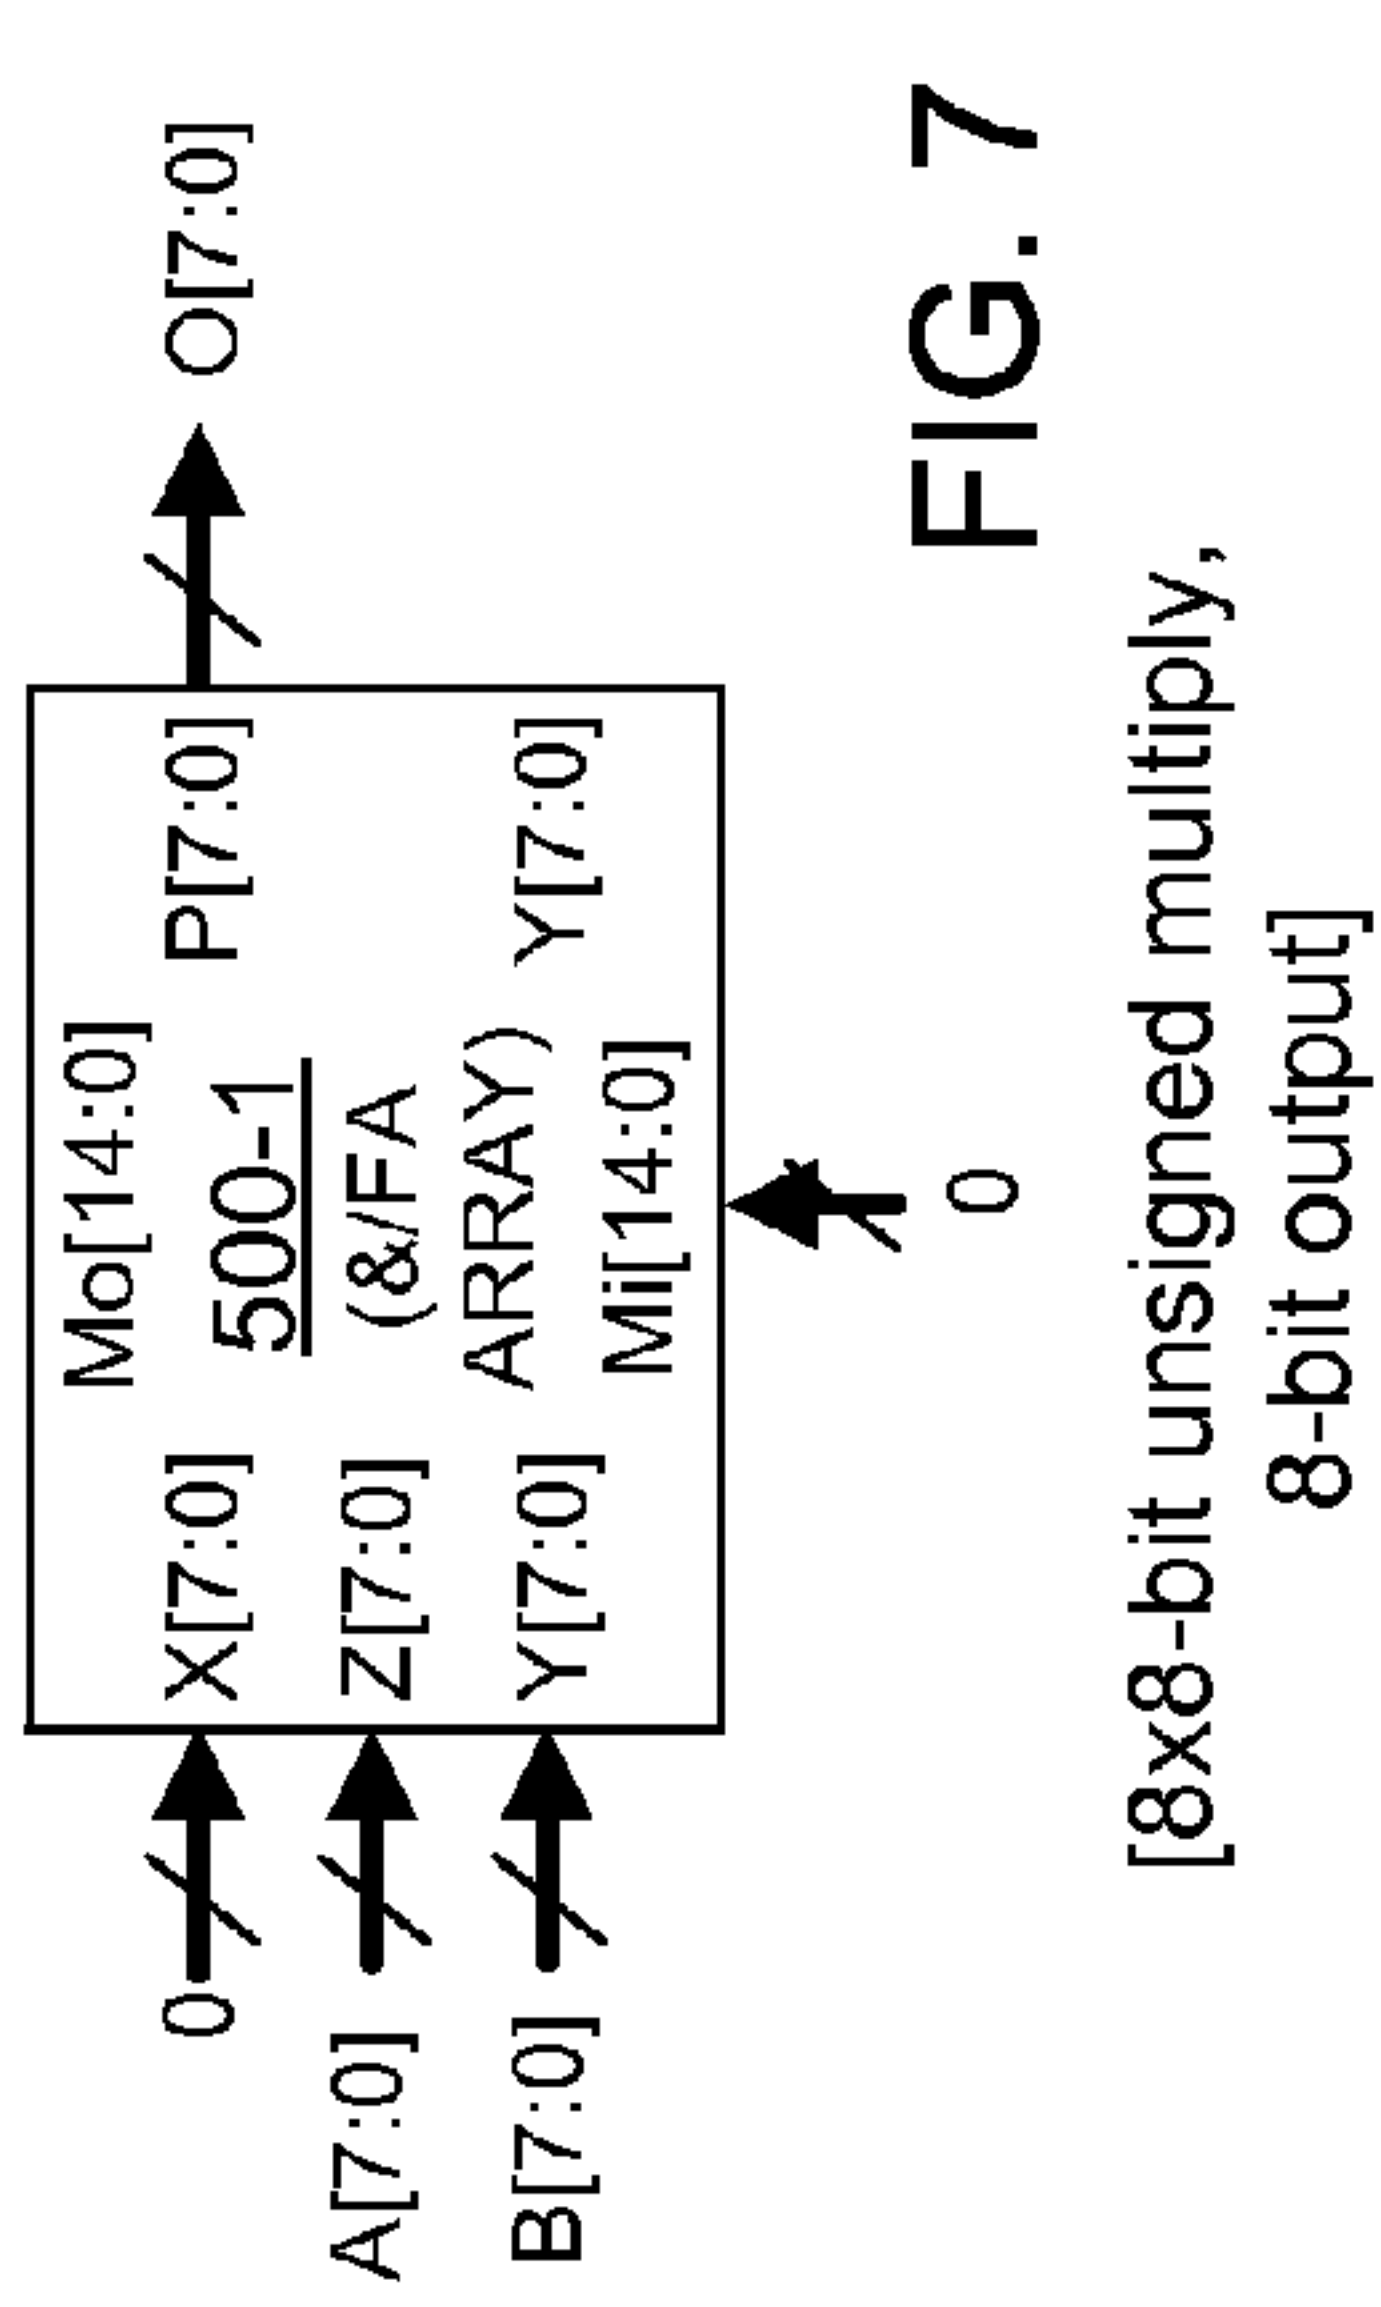 Mo[14:0]
0 X[7:0] 500-1 P[7:0] O[7:0]
A[7:0] Z[7:0] (&/FA
B[7:0] Y[7:0] ARRAY) Y[7:0]
Mi[14:0]
0
FIG. 7
[8x8-bit unsigned multiply,
8-bit output]